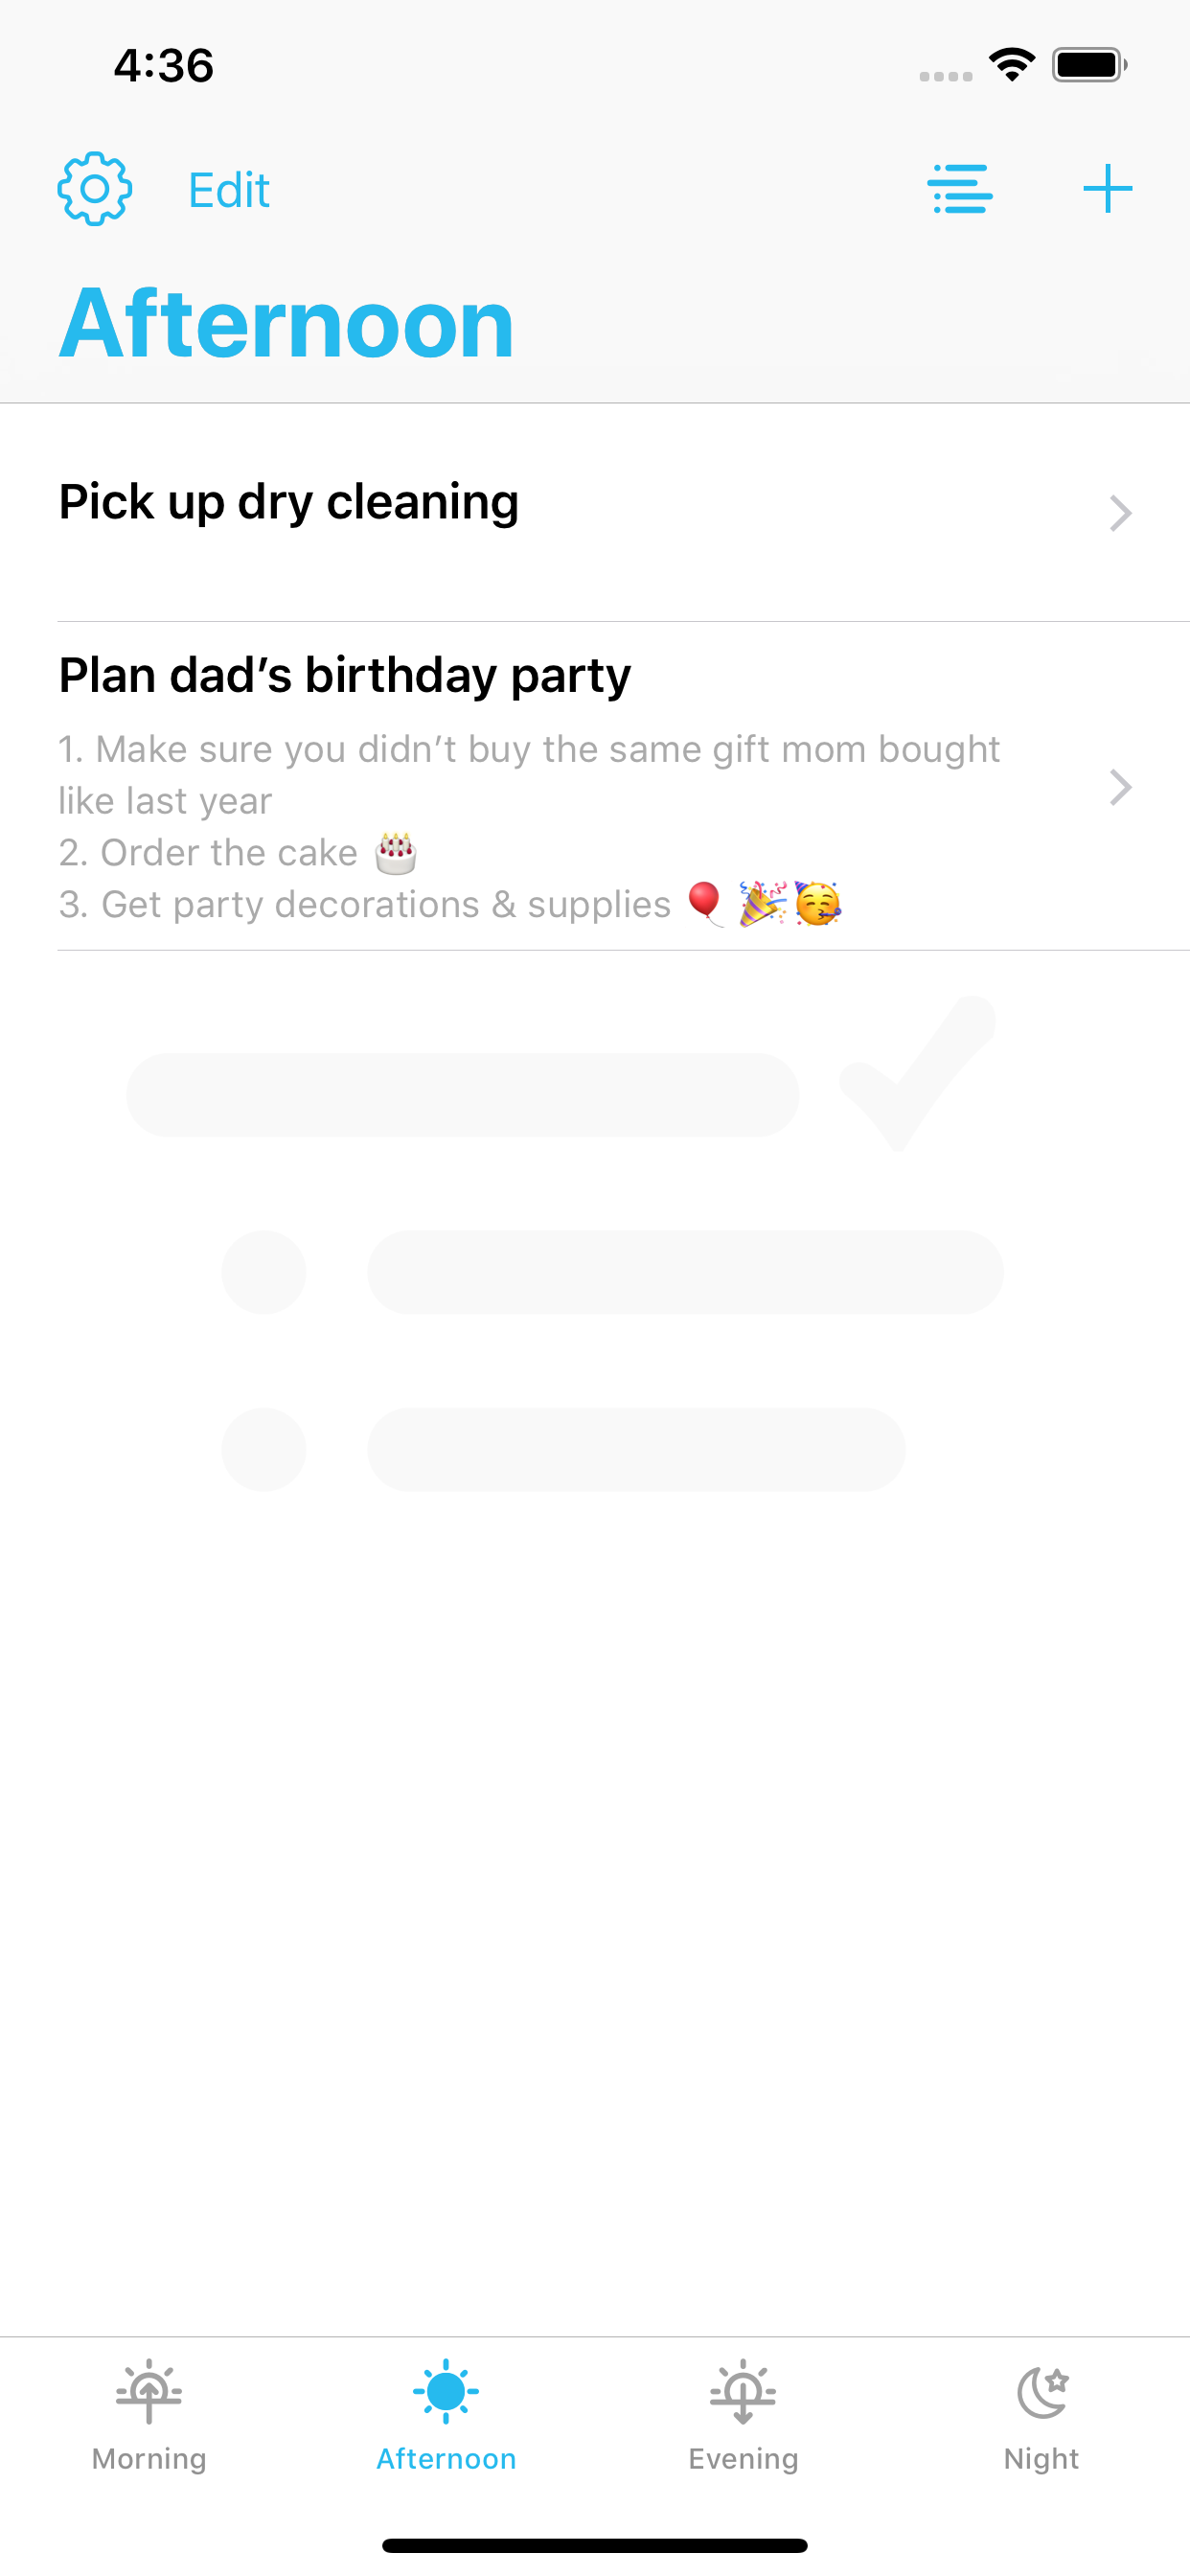 4:36
Edit
Afternoon
Pick up dry cleaning
Plan dad’s birthday party
1. Make sure you didn’t buy the same gift mom bought
like last year
2. Order the cake 🎂
3. Get party decorations & supplies 🎈🎉🥳
Morning
Afternoon
Evening
Night